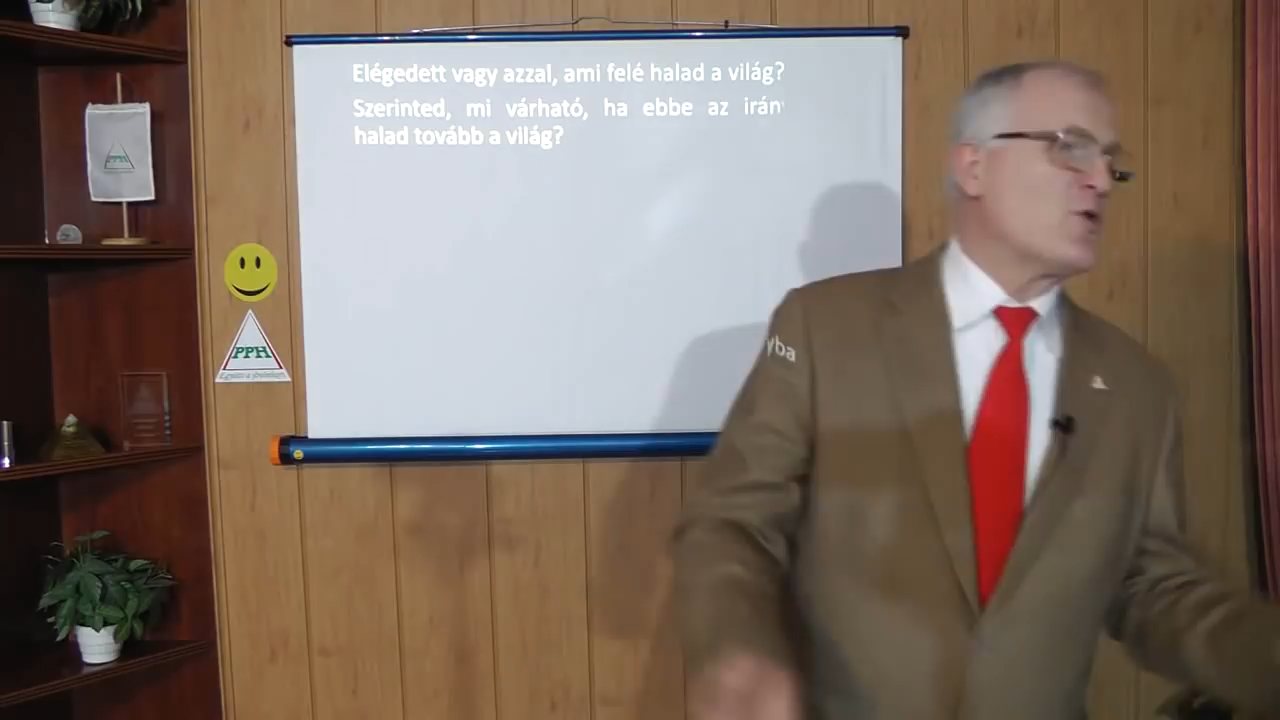 Elégedett vagy azzal, ami felé halad a világ?
Szerinted, mi várható, ha ebbe az irány
yba
halad tovább a világ?
PPH
PPH